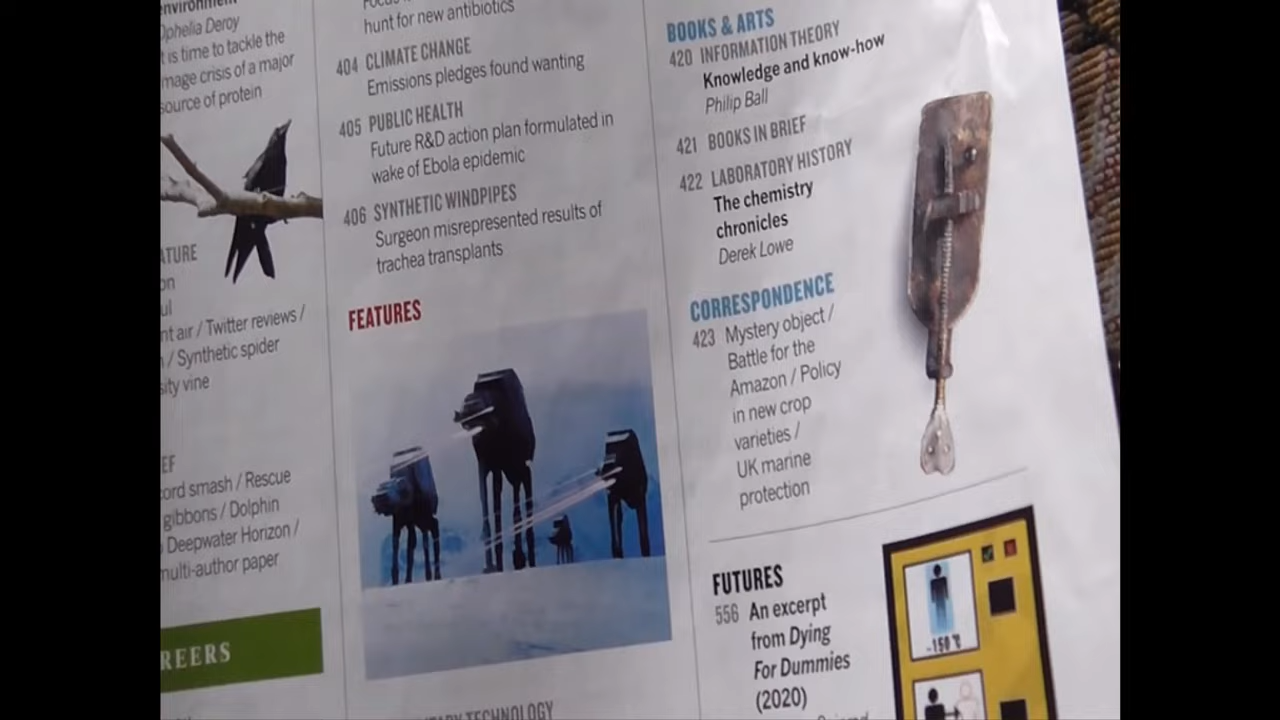 Ophelia Deroy
is time to tackle the
crisis of a major
source of protein
ATURE
nt air / Twitter reviews /
/ Synthetic spider
sity vine
EF
ord smash / Rescue
gibbons / Dolphin
Deepwater Horizon /
multi-author paper
REERS
hunt for new antibiotics
404 CLIMATE CHANGE
Emissions pledges found wanting
405 PUBLIC HEALTH
Future R&D action plan formulated in
wake of Ebola epidemic
406 SYNTHETIC WINDPIPES
Surgeon misrepresented results of
trachea transplants
FEATURES
TECHNOLOGY
BOOKS & ARTS
420 INFORMATION THEORY
Knowledge and know-how
Philip Ball
421 BOOKS IN BRIEF
422 LABORATORY HISTORY
The chemistry
chronicles
Derek Lowe
CORRESPONDENCE
423 Mystery object /
Battle for the
Amazon / Policy
in new crop
varieties /
UK marine
protection
FUTURES
556 An excerpt
from Dying
For Dummies
(2020)
-150 °C